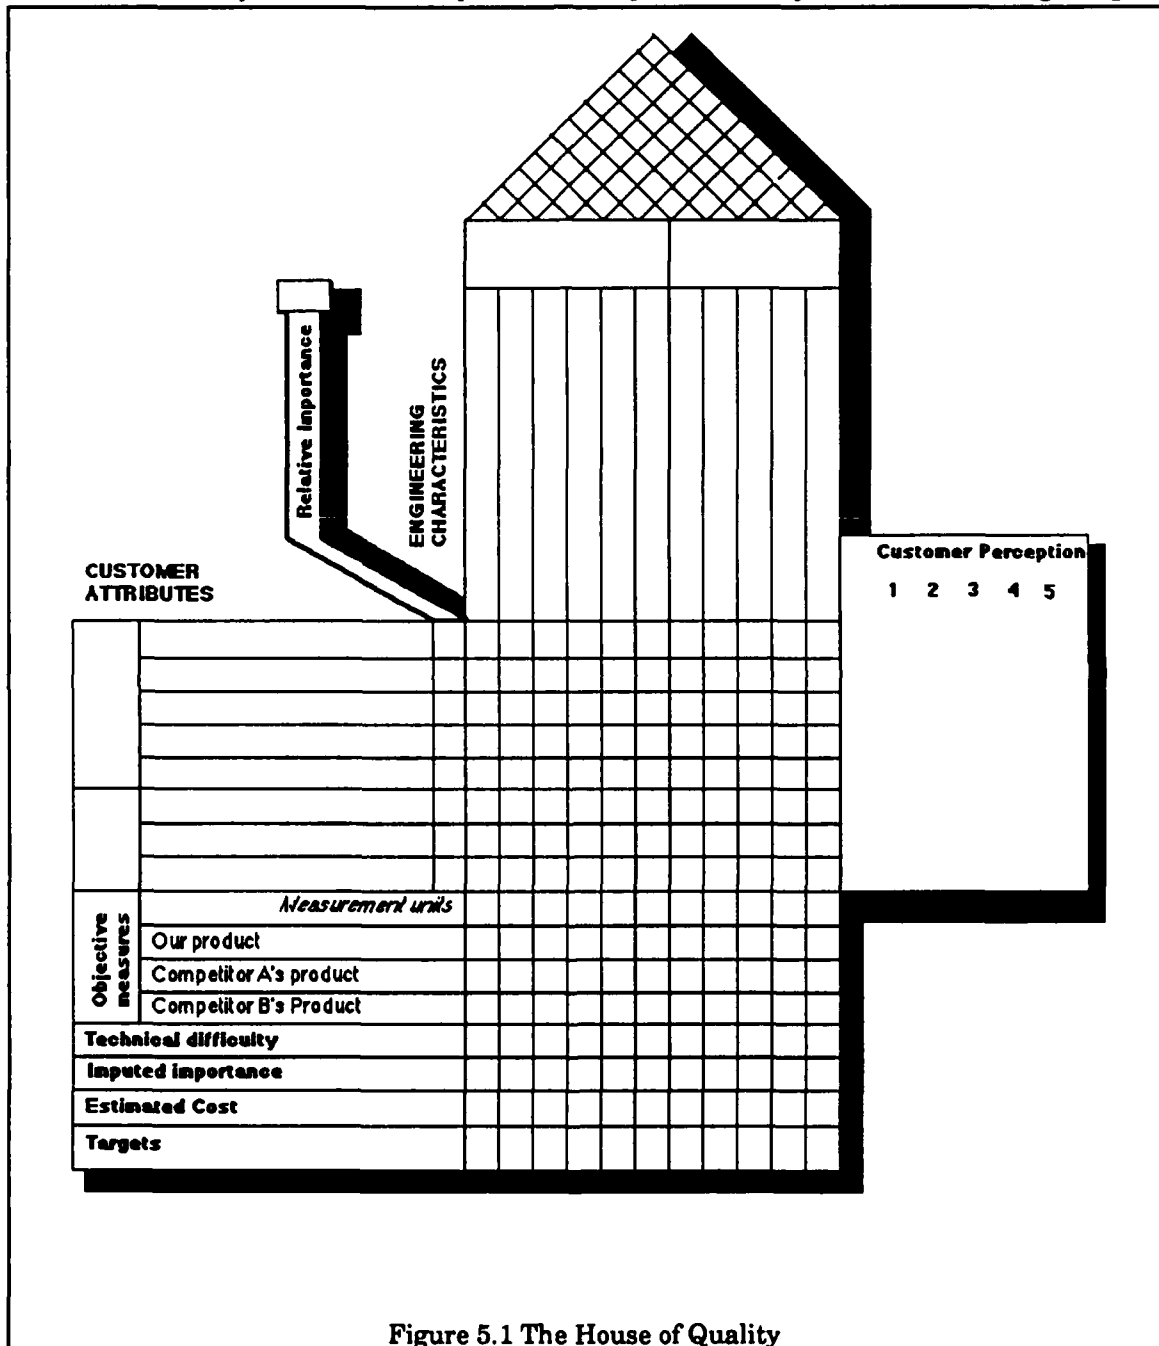 Relative Importance
ENGINEERING
CHARACTERISTICS
Customer Perception
1 2 3 4 5
CUSTOMER
ATTRIBUTES
Measurement units
Objective
measures
Our product
Competitor A's product
Competitor B's Product
Technical difficulty
Imputed importance
Estimated Cost
Targets
Figure 5.1 The House of Quality